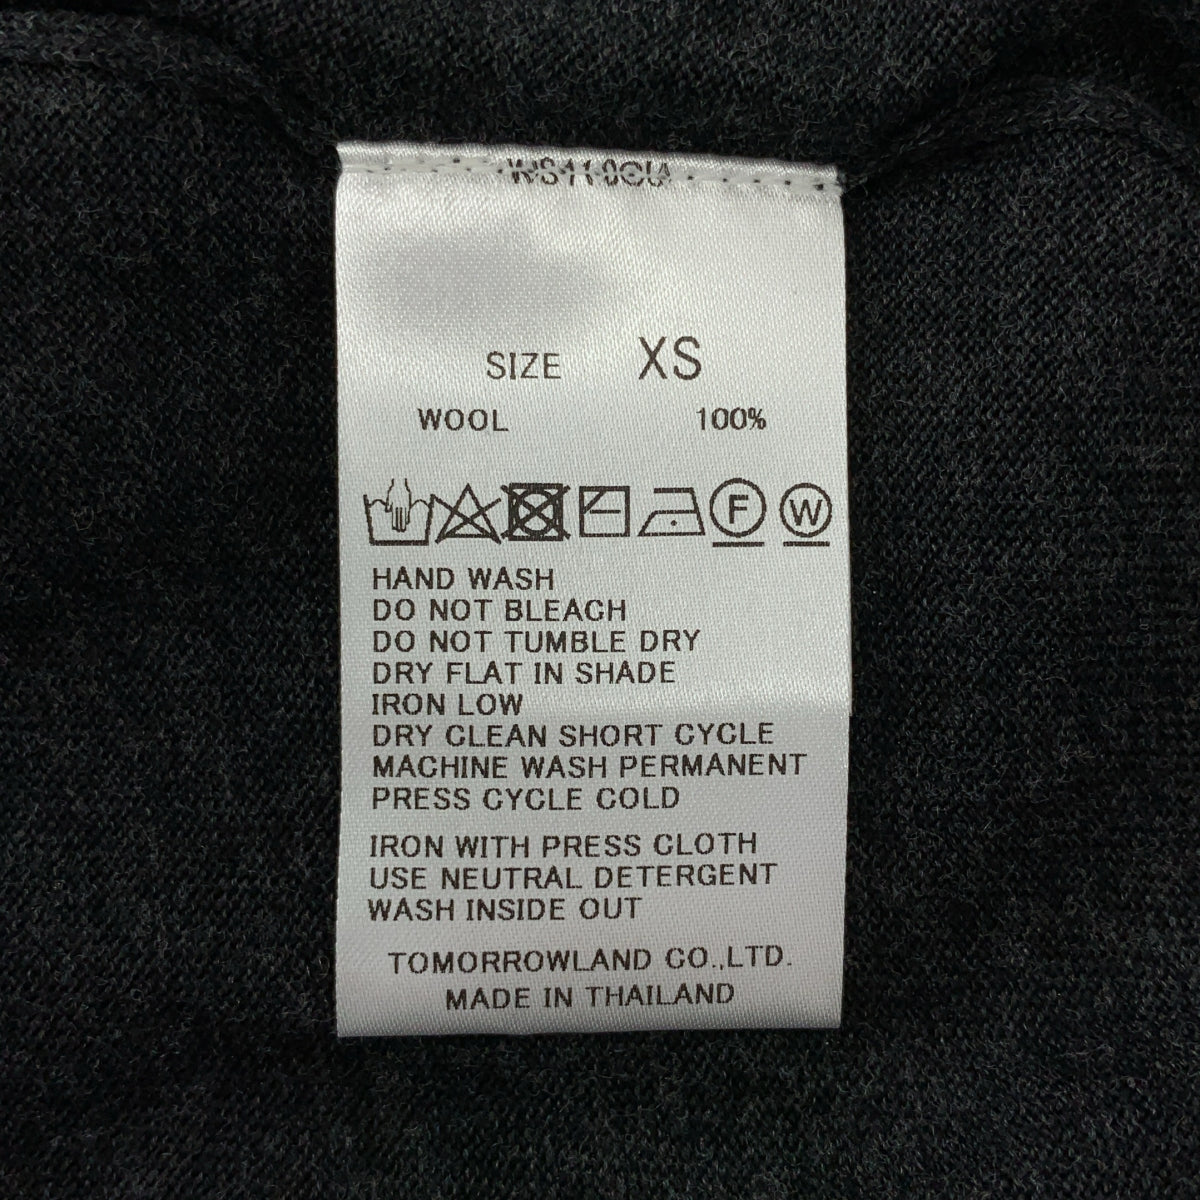 SIZE XS
WOOL 100%
F W
HAND WASH
DO NOT BLEACH
DO NOT TUMBLE DRY
DRY FLAT IN SHADE
IRON LOW
DRY CLEAN SHORT CYCLE
MACHINE WASH PERMANENT
PRESS CYCLE COLD
IRON WITH PRESS CLOTH
USE NEUTRAL DETERGENT
WASH INSIDE OUT
TOMORROWLAND CO.,LTD.
MADE IN THAILAND